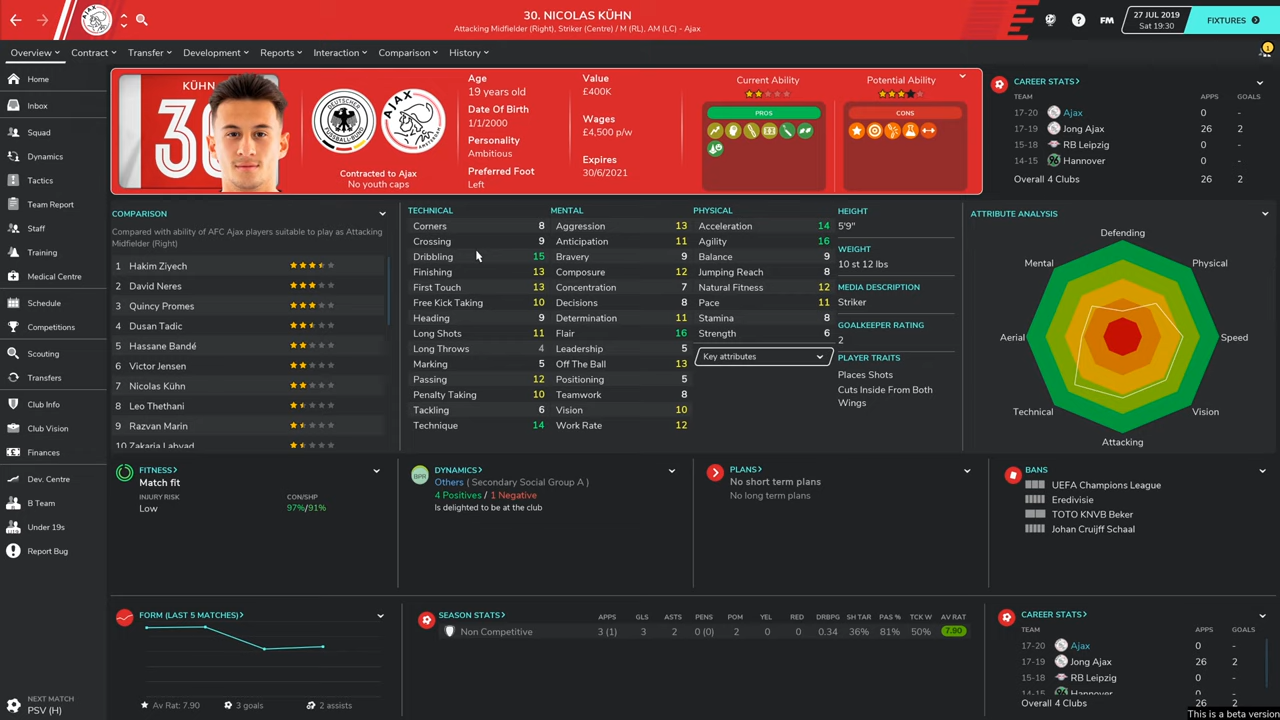 30. NICOLAS KÜHN
Attacking Midfielder (Right), Striker (Centre) / M (RL), AM (LC) - Ajax
FM
27 JUL 2019
Sat 19:30
FIXTURES
Overview Contract Transfer Development Reports Interaction Comparison History
1
Home
Inbox
Squad
Dynamics
Tactics
Team Report
Staff
Training
Medical Centre
Schedule
Competitions
Scouting
Transfers
Club Info
Club Vision
Finances
Dev. Centre
B Team
Under 19s
Report Bug
NEXT MATCH
PSV (H)
KÜHN
30
AJAX
Contracted to Ajax
No youth caps
Age
19 years old
Date Of Birth
1/1/2000
Personality
Ambitious
Preferred Foot
Left
Value
£400K
Wages
£4,500 p/w
Expires
30/6/2021
Current Ability
PROS
Potential Ability
CONS
CAREER STATS>
TEAM APPS GOALS
17-20 Ajax 0 -
17-19 Jong Ajax 26 2
15-18 RB Leipzig 0 -
14-15 Hannover 0 -
Overall 4 Clubs 26 2
COMPARISON
Compared with ability of AFC Ajax players suitable to play as Attacking
Midfielder (Right)
1 Hakim Ziyech
2 David Neres
3 Quincy Promes
4 Dusan Tadic
5 Hassane Bandé
6 Victor Jensen
7 Nicolas Kühn
8 Leo Thethani
9 Razvan Marin
10 Zakaria Labyad
TECHNICAL
Corners 8
Crossing 9
Dribbling 15
Finishing 13
First Touch 13
Free Kick Taking 10
Heading 9
Long Shots 11
Long Throws 4
Marking 5
Passing 12
Penalty Taking 10
Tackling 6
Technique 14
MENTAL
Aggression 13
Anticipation 11
Bravery 9
Composure 12
Concentration 7
Decisions 8
Determination 11
Flair 16
Leadership 5
Off The Ball 13
Positioning 5
Teamwork 8
Vision 10
Work Rate 12
PHYSICAL
Acceleration 14
Agility 16
Balance 9
Jumping Reach 8
Natural Fitness 12
Pace 11
Stamina 8
Strength 6
Key attributes
HEIGHT
5'9"
WEIGHT
10 st 12 lbs
MEDIA DESCRIPTION
Striker
GOALKEEPER RATING
2
PLAYER TRAITS
Places Shots
Cuts Inside From Both
Wings
ATTRIBUTE ANALYSIS
Defending
Mental Physical
Aerial Speed
Technical Vision
Attacking
FITNESS>
Match fit
INJURY RISK CON/SHP
Low 97%/91%
DYNAMICS>
Others ( Secondary Social Group A )
4 Positives / 1 Negative
Is delighted to be at the club
PLANS>
No short term plans
No long term plans
BANS
UEFA Champions League
Eredivisie
TOTO KNVB Beker
Johan Cruijff Schaal
FORM (LAST 5 MATCHES)>
Av Rat: 7.90 3 goals 2 assists
SEASON STATS>
APPS GLS ASTS PENS POM YEL RED DRBPG SH TAR PAS % TCK W AV RAT
Non Competitive 3 (1) 3 2 0 (0) 2 0 0 0.34 36% 81% 50% 7.90
CAREER STATS>
TEAM APPS GOALS
17-20 Ajax 0 -
17-19 Jong Ajax 26 2
15-18 RB Leipzig 0 -
14-15 Hannover 0 -
Overall 4 Clubs 26 2
This is a beta version